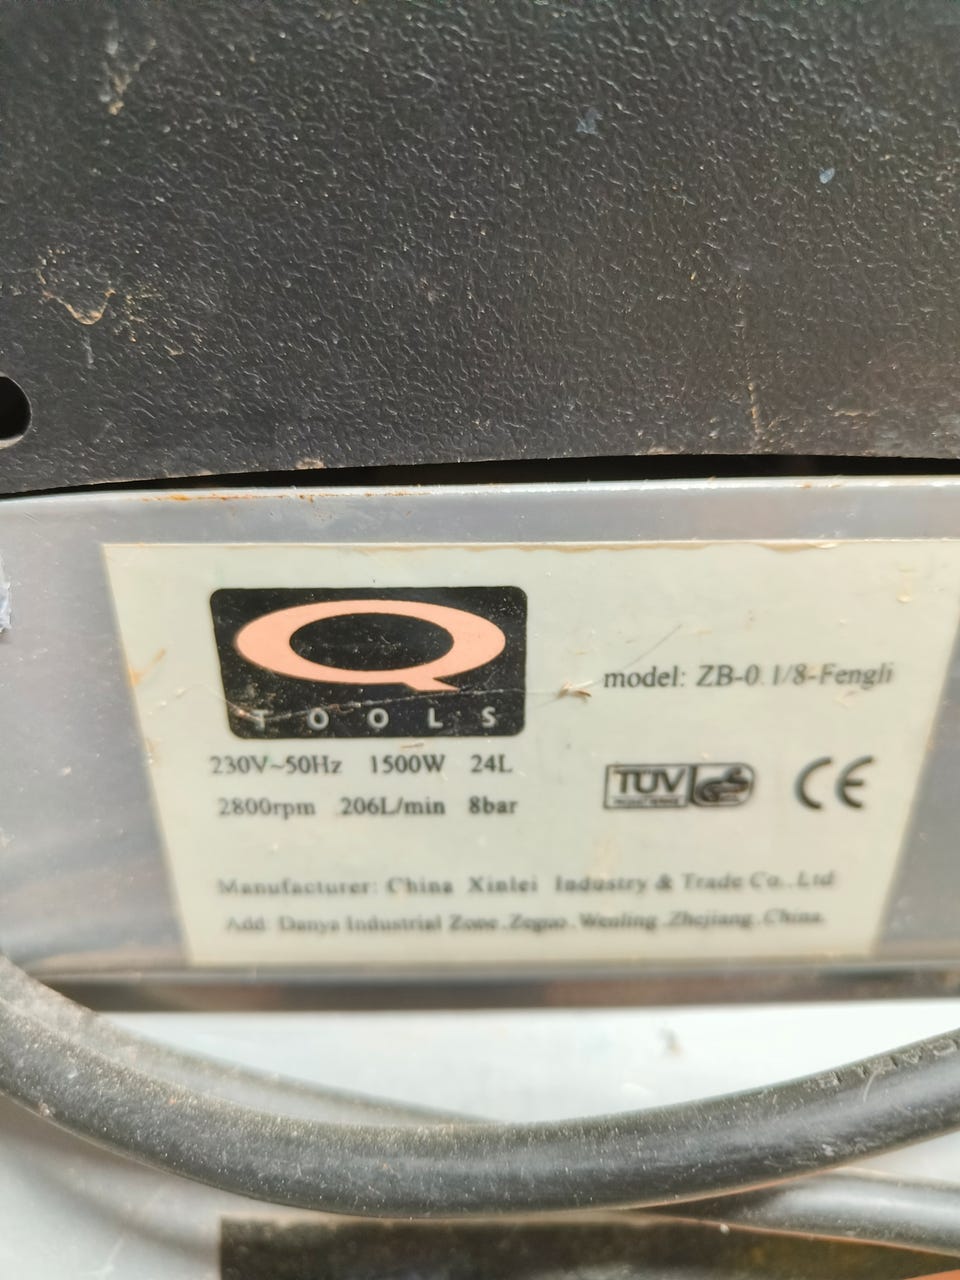 Q
TOOLS
model: ZB-0.1/8-Fengli
230V~50Hz 1500W 24L
2800rpm 206L/min 8bar
TUV GS CE
Manufacturer: China Xinlei Industry & Trade Co.,Ltd
Add: Danya Industrial Zone, Zeguo, Wenling, Zhejiang, China.